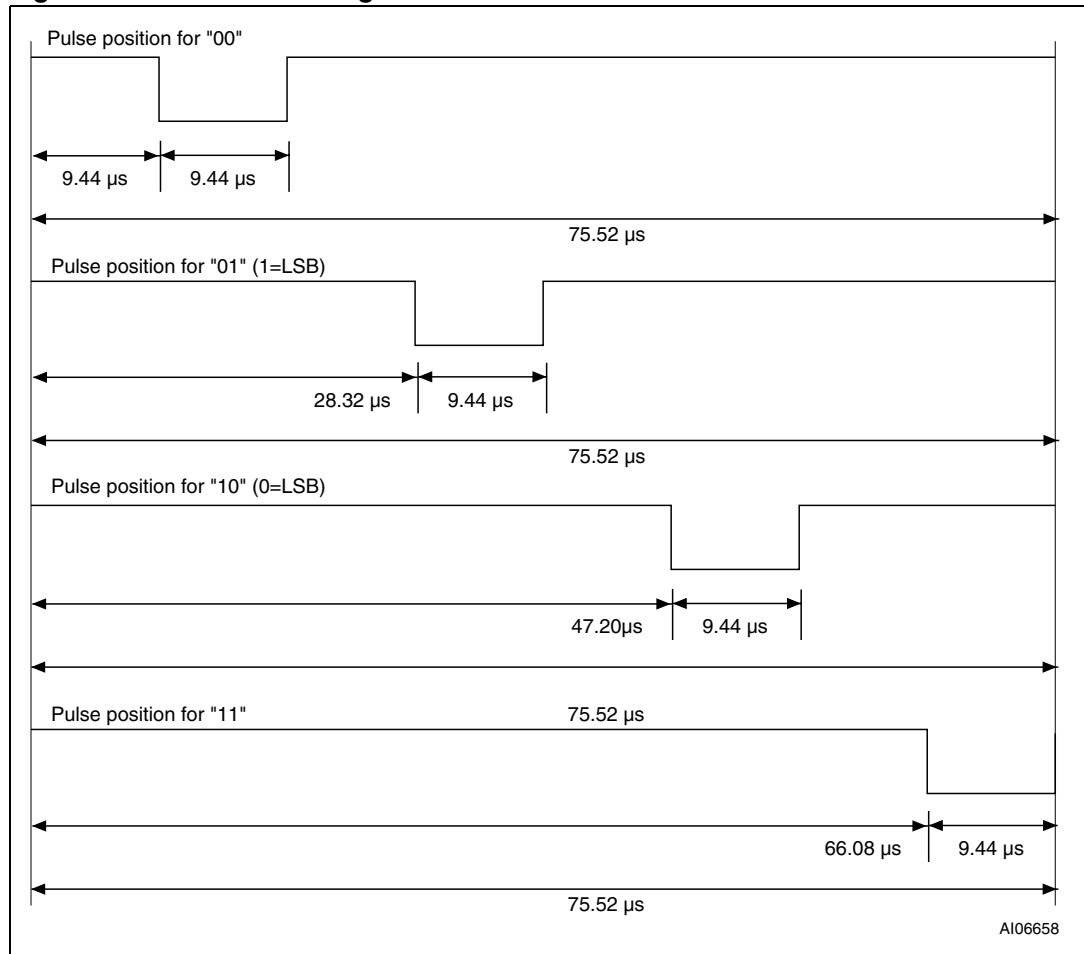 Pulse position for "00"
9.44 µs 9.44 µs
75.52 µs
Pulse position for "01" (1=LSB)
28.32 µs 9.44 µs
75.52 µs
Pulse position for "10" (0=LSB)
47.20µs 9.44 µs
Pulse position for "11" 75.52 µs
66.08 µs 9.44 µs
75.52 µs
AI06658